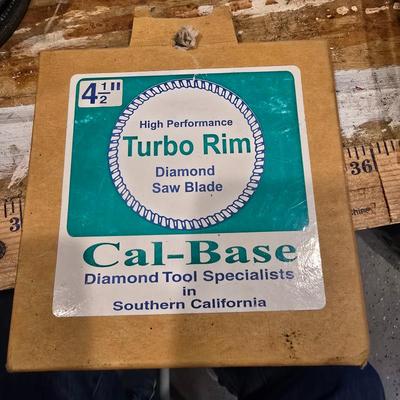 4 1/2"
High Performance
Turbo Rim
Diamond
Saw Blade
Cal-Base
Diamond Tool Specialists
in
Southern California
36